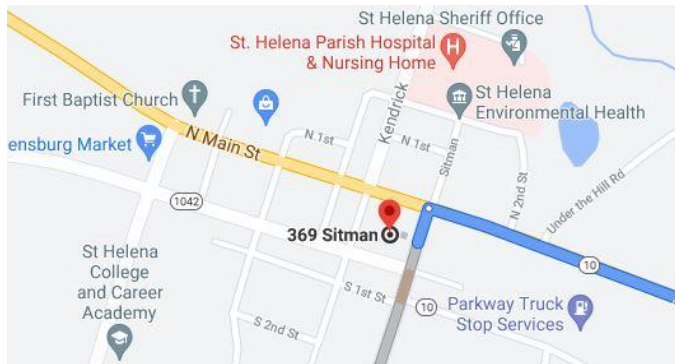 St Helena Sheriff Office
St. Helena Parish Hospital
& Nursing Home
H
Kendrick
St Helena
Environmental Health
First Baptist Church
N 1st
N 1st
Sitman
ensburg Market
N Main St
N 2nd St
Under the Hill Rd
1042
369 Sitman
10
St Helena
College
and Career
Academy
S 1st St
10
Parkway Truck
Stop Services
S 2nd St